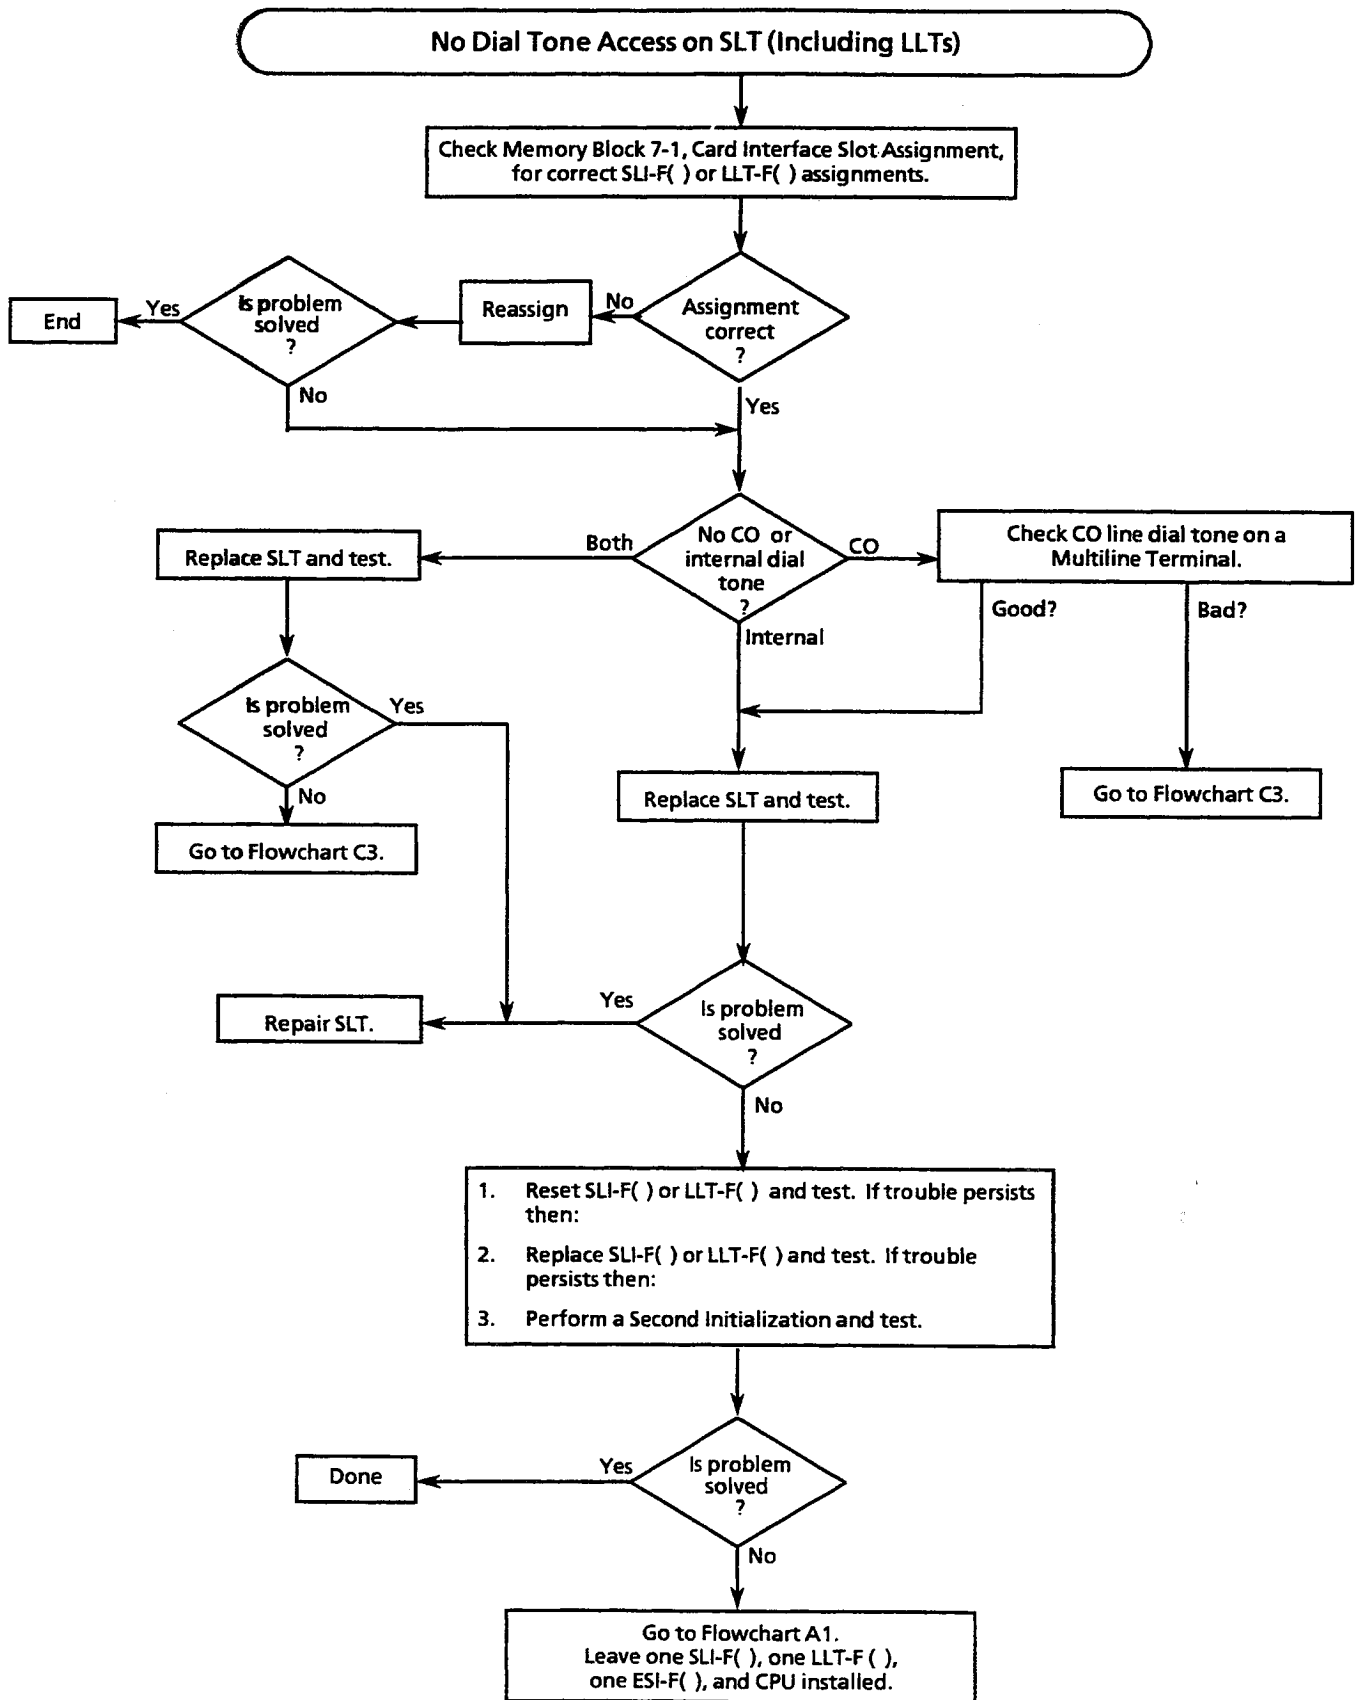 No Dial Tone Access on SLT (Including LLTs)
Check Memory Block 7-1, Card Interface Slot Assignment,
for correct SLI-F( ) or LLT-F( ) assignments.
Assignment
correct
?
No
Reassign
Is problem
solved
?
Yes
End
No
Yes
No CO or
internal dial
tone
?
Both
CO
Internal
Replace SLT and test.
Check CO line dial tone on a
Multiline Terminal.
Good?
Bad?
Is problem
solved
?
Yes
No
Go to Flowchart C3.
Replace SLT and test.
Go to Flowchart C3.
Is problem
solved
?
Yes
Repair SLT.
No
1. Reset SLI-F( ) or LLT-F( ) and test. If trouble persists
then:
2. Replace SLI-F( ) or LLT-F( ) and test. If trouble
persists then:
3. Perform a Second Initialization and test.
Is problem
solved
?
Yes
Done
No
Go to Flowchart A1.
Leave one SLI-F( ), one LLT-F ( ),
one ESI-F( ), and CPU installed.